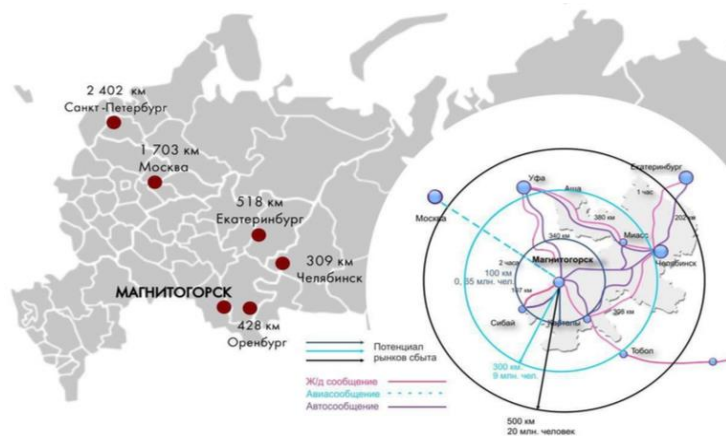 2 402 км
Санкт-Петербург
1 703 км
Москва
518 км
Екатеринбург
309 км
Челябинск
МАГНИТОГОРСК
428 км
Оренбург
Екатеринбург
Уфа
Аша
1 час
Москва
380 км
202 км
Миасс
340 км
Челябинск
2 часа
Магнитогорск
100 км
0, 65 млн. чел.
Сибай
Тобол
300 км.
9 млн. чел.
500 км
20 млн. человек
Потенциал
рынков сбыта
Ж/д сообщение
Авиасообщение
Автосообщение